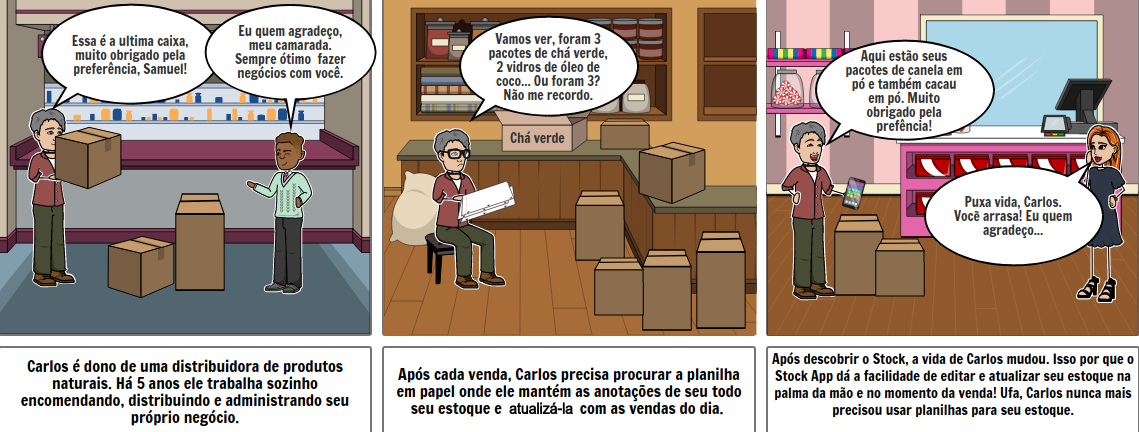 Essa é a ultima caixa,
muito obrigado pela
preferência, Samuel!
Eu quem agradeço,
meu camarada.
Sempre ótimo fazer
negócios com você.
Carlos é dono de uma distribuidora de produtos
naturais. Há 5 anos ele trabalha sozinho
encomendando, distribuindo e administrando seu
próprio negócio.
Vamos ver, foram 3
pacotes de chá verde,
2 vidros de óleo de
coco... Ou foram 3?
Não me recordo.
Chá verde
Após cada venda, Carlos precisa procurar a planilha
em papel onde ele mantém as anotações de seu todo
seu estoque e atualizá-la com as vendas do dia.
Aqui estão seus
pacotes de canela em
pó e também cacau
em pó. Muito
obrigado pela
prefência!
Puxa vida, Carlos.
Você arrasa! Eu quem
agradeço...
Após descobrir o Stock, a vida de Carlos mudou. Isso por que o
Stock App dá a facilidade de editar e atualizar seu estoque na
palma da mão e no momento da venda! Ufa, Carlos nunca mais
precisou usar planilhas para seu estoque.